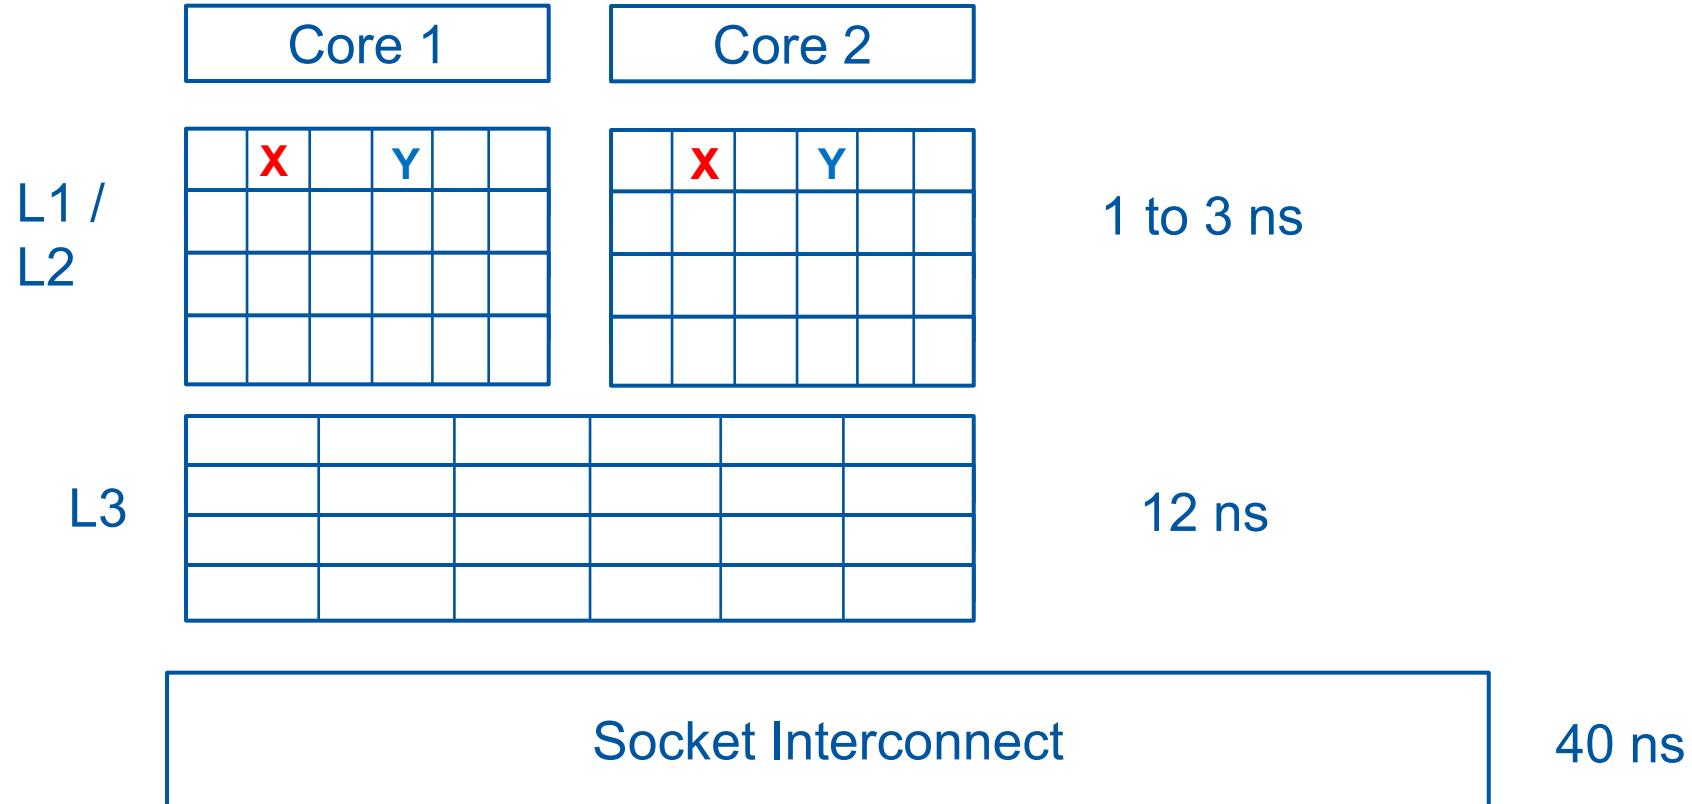 Core 1
Core 2
L1 /
L2
X
Y
X
Y
1 to 3 ns
L3
12 ns
Socket Interconnect
40 ns